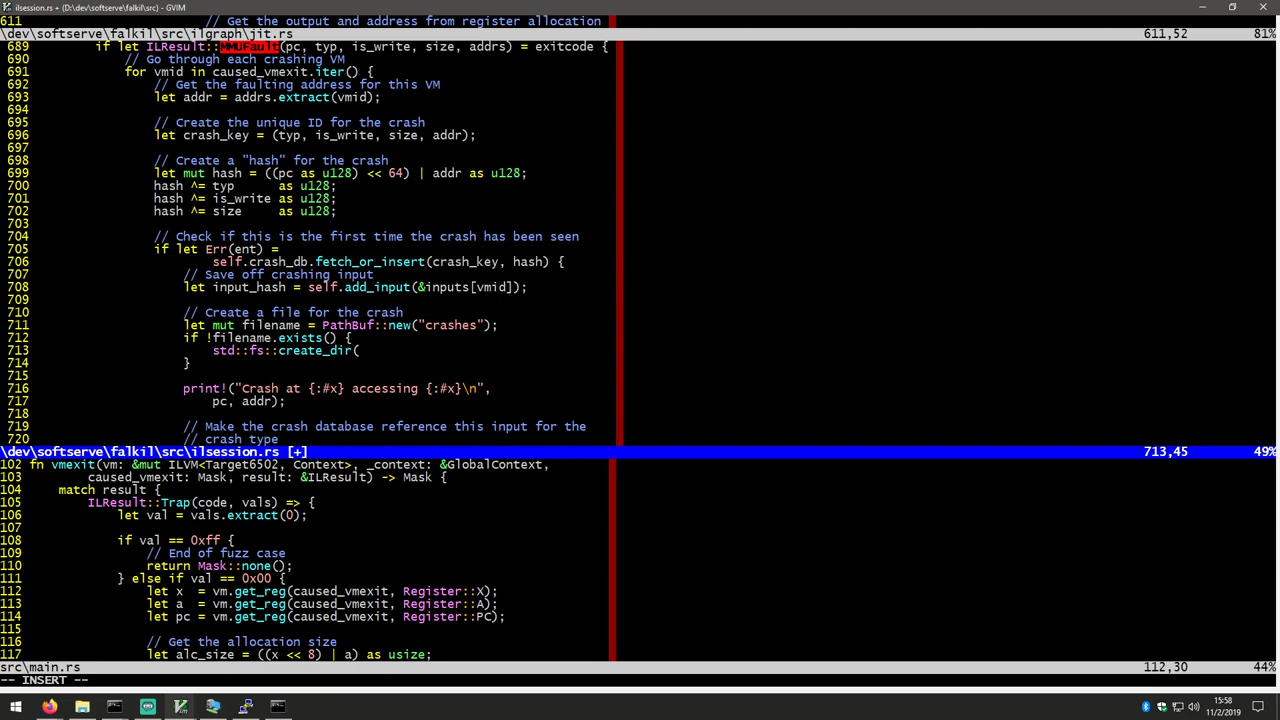 ilsession.rs + (D:\dev\softserve\falkil\src) - GVIM
611                         // Get the output and address from register allocation
\dev\softserve\falkil\src\ilgraph\jit.rs 611,52 81%
689         if let ILResult::MMUFault(pc, typ, is_write, size, addrs) = exitcode {
690             // Go through each crashing VM
691             for vmid in caused_vmexit.iter() {
692                 // Get the faulting address for this VM
693                 let addr = addrs.extract(vmid);
694
695                 // Create the unique ID for the crash
696                 let crash_key = (typ, is_write, size, addr);
697
698                 // Create a "hash" for the crash
699                 let mut hash = ((pc as u128) << 64) | addr as u128;
700                 hash ^= typ      as u128;
701                 hash ^= is_write as u128;
702                 hash ^= size     as u128;
703
704                 // Check if this is the first time the crash has been seen
705                 if let Err(ent) =
706                         self.crash_db.fetch_or_insert(crash_key, hash) {
707                     // Save off crashing input
708                     let input_hash = self.add_input(&inputs[vmid]);
709
710                     // Create a file for the crash
711                     let mut filename = PathBuf::new("crashes");
712                     if !filename.exists() {
713                         std::fs::create_dir(
714                     }
715
716                     print!("Crash at {:#x} accessing {:#x}\n",
717                         pc, addr);
718
719                     // Make the crash database reference this input for the
720                     // crash type
\dev\softserve\falkil\src\ilsession.rs [+] 713,45 49%
102 fn vmexit(vm: &mut ILVM<Target6502, Context>, _context: &GlobalContext,
103         caused_vmexit: Mask, result: &ILResult) -> Mask {
104     match result {
105         ILResult::Trap(code, vals) => {
106             let val = vals.extract(0);
107
108             if val == 0xff {
109                 // End of fuzz case
110                 return Mask::none();
111             } else if val == 0x00 {
112                 let x  = vm.get_reg(caused_vmexit, Register::X);
113                 let a  = vm.get_reg(caused_vmexit, Register::A);
114                 let pc = vm.get_reg(caused_vmexit, Register::PC);
115
116                 // Get the allocation size
117                 let alc_size = ((x << 8) | a) as usize;
src\main.rs 112,30 44%
-- INSERT --
15:58
11/2/2019